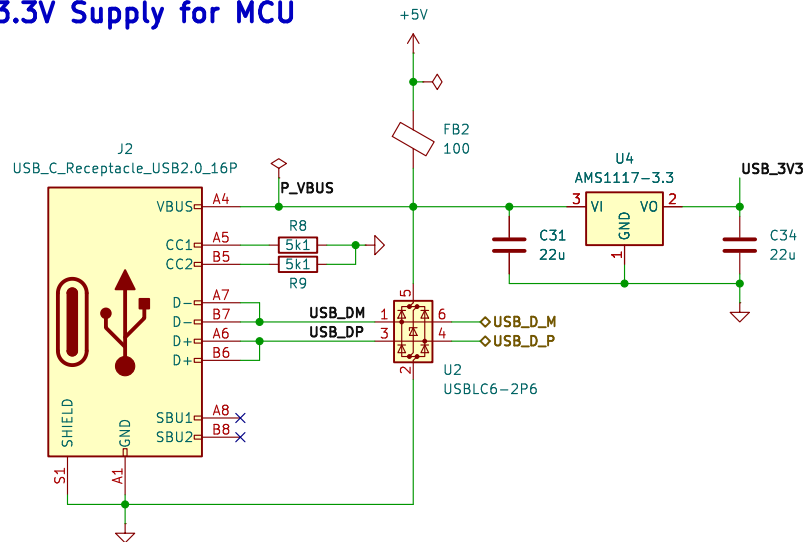 3.3V Supply for MCU
+5V
FB2
100
J2
USB_C_Receptacle_USB2.0_16P
P_VBUS
U4
AMS1117-3.3
USB_3V3
VBUS A4
3 VI VO 2
GND
1
R8
CC1 A5 5k1
CC2 B5 5k1
R9
C31
22u
C34
22u
D- A7
D- B7
D+ A6
D+ B6
USB_DM
USB_DP
5
1 6
3 4
2
USB_D_M
USB_D_P
U2
USBLC6-2P6
SBU1 A8
SBU2 B8
SHIELD
GND
S1
A1